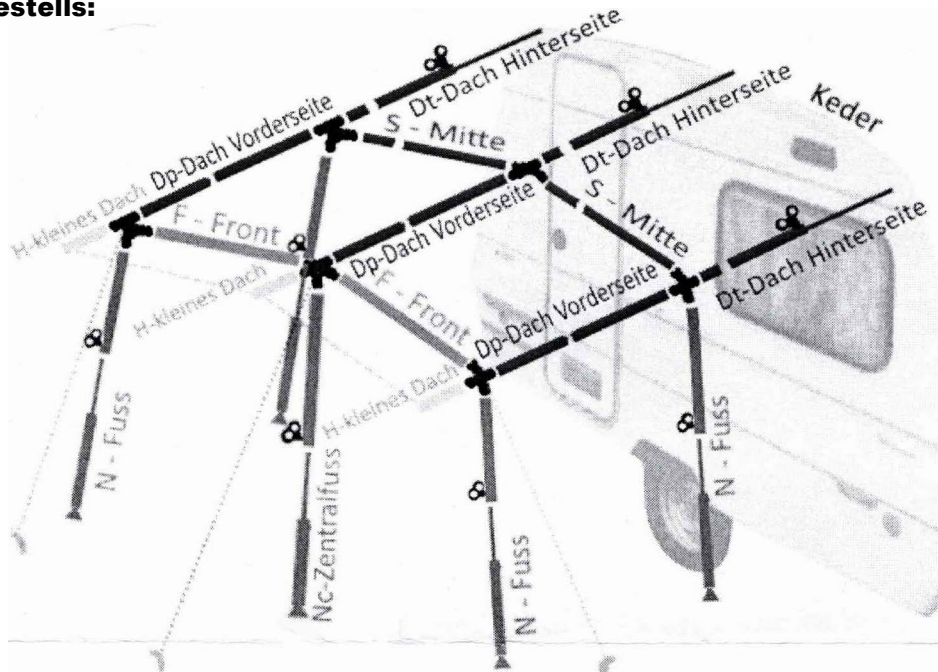 estells:
Dt-Dach Hinterseite
Keder
Dp-Dach Vorderseite
S - Mitte
Dt-Dach Hinterseite
H-kleines Dach
F - Front
Dp-Dach Vorderseite
S - Mitte
Dt-Dach Hinterseite
H-kleines Dach
F - Front
Dp-Dach Vorderseite
H-kleines Dach
N - Fuss
Nc-Zentralfuss
N - Fuss
N - Fuss